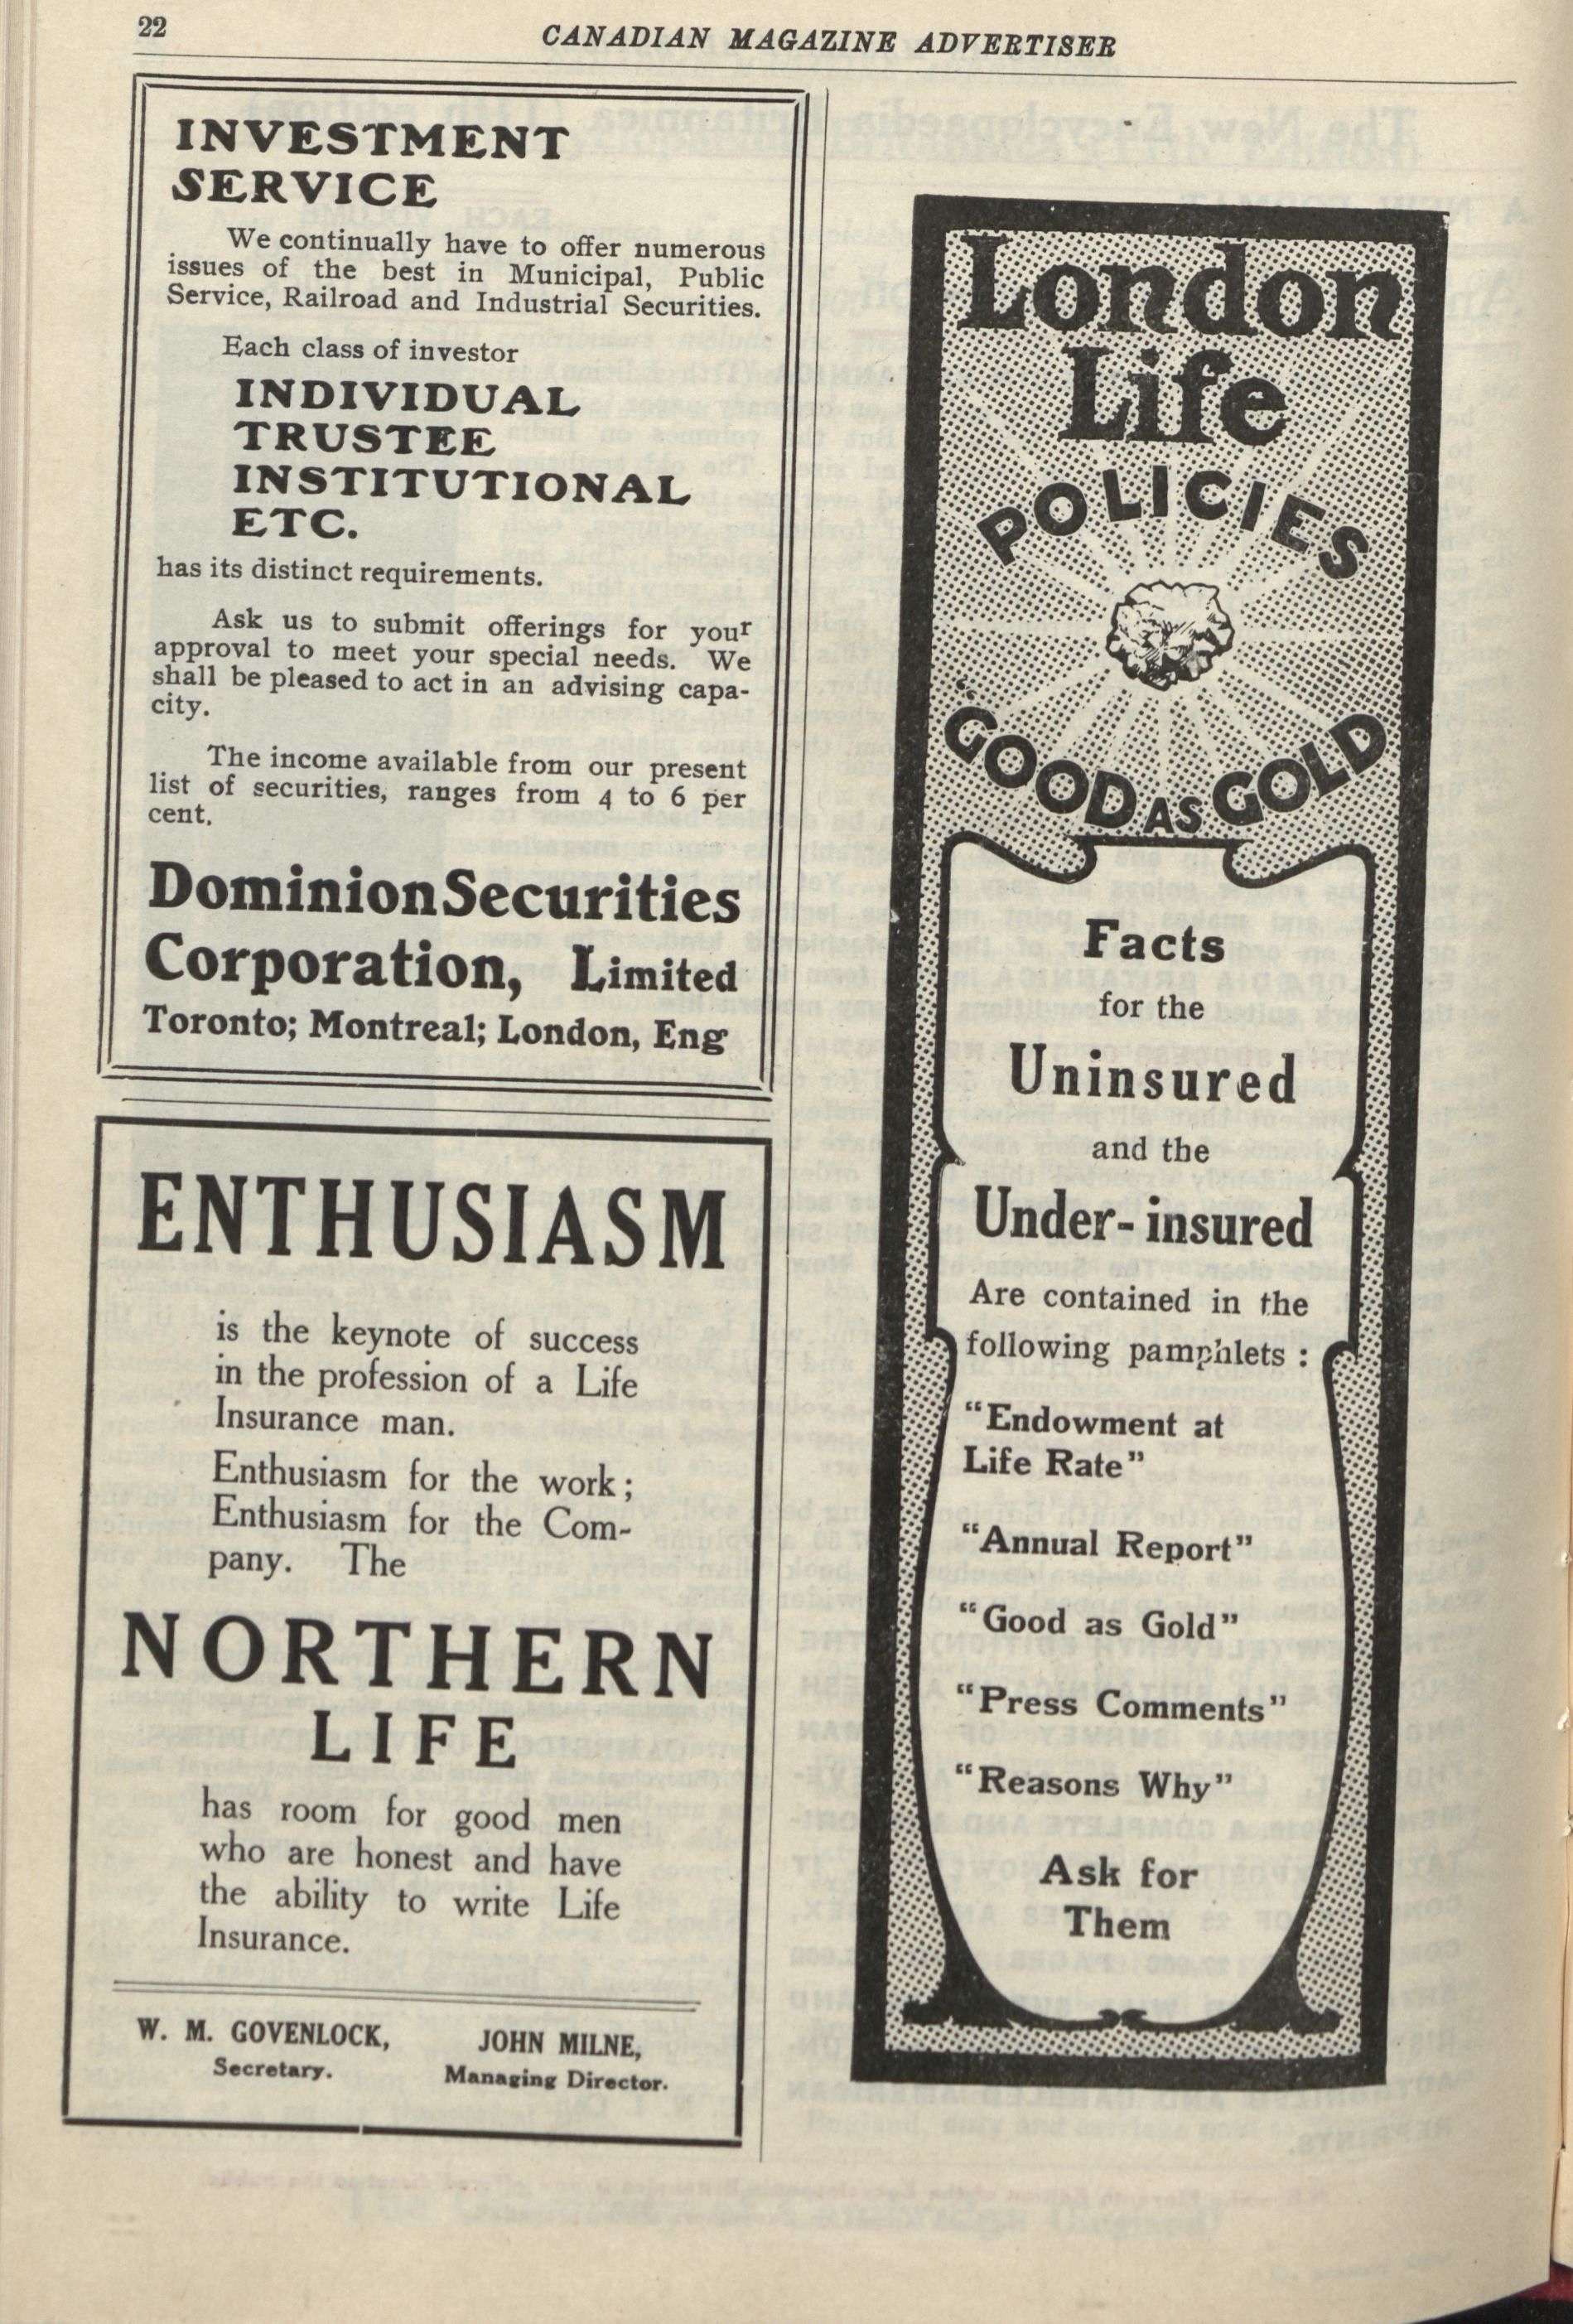 22
CANADIAN MAGAZINE ADVERTISER
INVESTMENT
SERVICE
We continually have to offer numerous
issues of the best in Municipal, Public
Service, Railroad and Industrial Securities.
Each class of investor
INDIVIDUAL
TRUSTEE
INSTITUTIONAL
ETC.
has its distinct requirements.
Ask us to submit offerings for your
approval to meet your special needs. We
shall be pleased to act in an advising capa-
city.
The income available from our present
list of securities, ranges from 4 to 6 per
cent.
Dominion Securities
Corporation, Limited
Toronto; Montreal; London, Eng
ENTHUSIASM
is the keynote of success
in the profession of a Life
Insurance man.
Enthusiasm for the work;
Enthusiasm for the Com-
pany. The
NORTHERN
LIFE
has room for good men
who are honest and have
the ability to write Life
Insurance.
W. M. GOVENLOCK,
Secretary.
JOHN MILNE,
Managing Director.
London
Life
POLICIES
"GOOD AS GOLD
Facts
for the
Uninsured
and the
Under-insured
Are contained in the
following pamphlets:
"Endowment at
Life Rate"
"Annual Report"
"Good as Gold"
"Press Comments"
"Reasons Why"
Ask for
Them